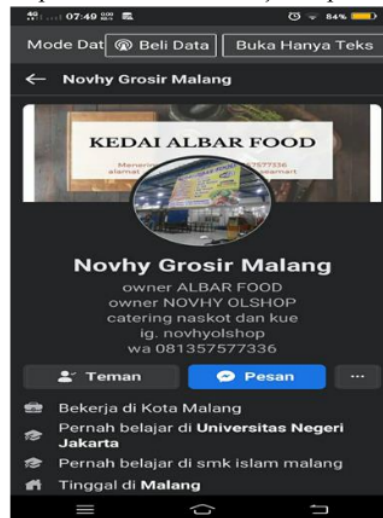 07:49
84%
Mode Dat Beli Data Buka Hanya Teks
Novhy Grosir Malang
KEDAI ALBAR FOOD
Novhy Grosir Malang
owner ALBAR FOOD
owner NOVHY OLSHOP
catering naskot dan kue
ig. novhyolshop
wa 081357577336
Teman
Pesan
Bekerja di Kota Malang
Pernah belajar di Universitas Negeri
Jakarta
Pernah belajar di smk islam malang
Tinggal di Malang